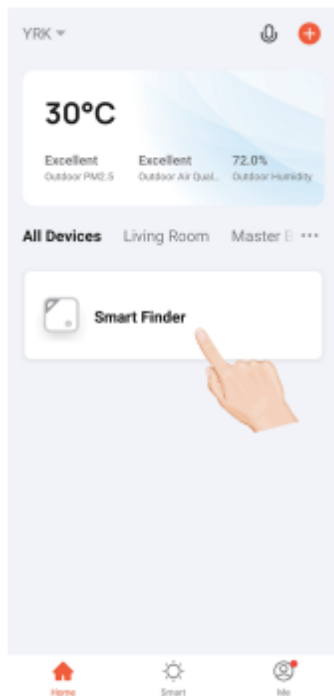 YRK
30°C
Excellent Excellent 72.0%
Outdoor PM2.5 Outdoor Air Qual... Outdoor Humidity
All Devices Living Room Master B ...
Smart Finder
Home Smart Me